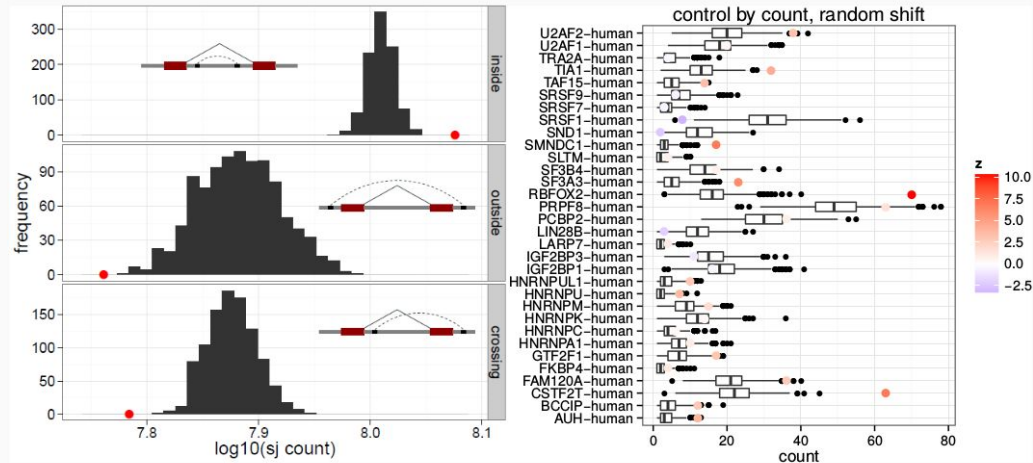 300
200
100
0
inside
90
60
30
0
outside
150
100
50
0
crossing
frequency
7.8 7.9 8.0 8.1
log10(sj count)
control by count, random shift
U2AF2−human
U2AF1−human
TRA2A−human
TIA1−human
TAF15−human
SRSF9−human
SRSF7−human
SRSF1−human
SND1−human
SMNDC1−human
SLTM−human
SF3B4−human
SF3A3−human
RBFOX2−human
PRPF8−human
PCBP2−human
LIN28B−human
LARP7−human
IGF2BP3−human
IGF2BP1−human
HNRNPUL1−human
HNRNPU−human
HNRNPM−human
HNRNPK−human
HNRNPC−human
HNRNPA1−human
GTF2F1−human
FKBP4−human
FAM120A−human
CSTF2T−human
BCCIP−human
AUH−human
0 20 40 60 80
count
z
10.0
7.5
5.0
2.5
0.0
−2.5